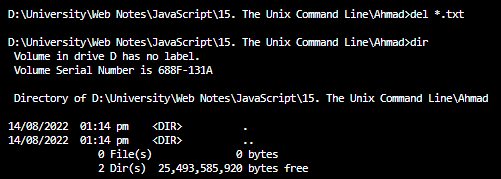 D:\University\Web Notes\JavaScript\15. The Unix Command Line\Ahmad>del *.txt
D:\University\Web Notes\JavaScript\15. The Unix Command Line\Ahmad>dir
Volume in drive D has no label.
Volume Serial Number is 688F-131A
Directory of D:\University\Web Notes\JavaScript\15. The Unix Command Line\Ahmad
14/08/2022  01:14 pm    <DIR>          .
14/08/2022  01:14 pm    <DIR>          ..
0 File(s)              0 bytes
2 Dir(s)  25,493,585,920 bytes free